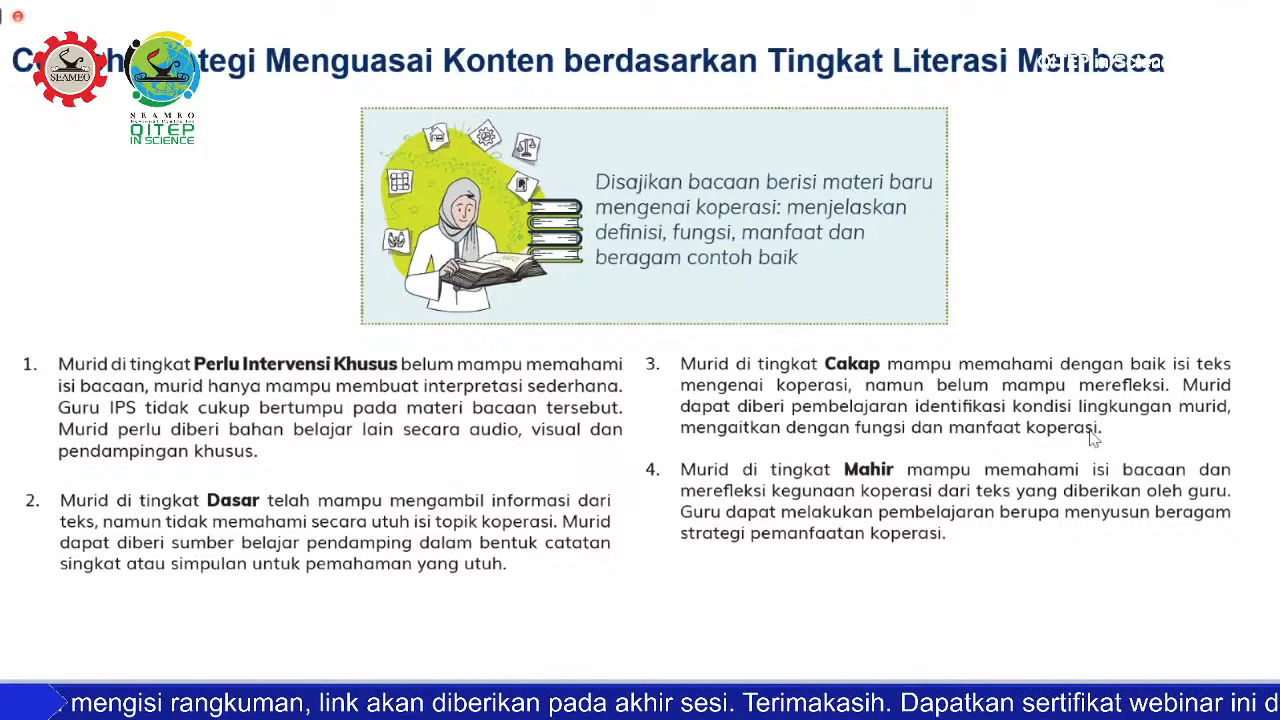 Strategi Menguasai Konten berdasarkan Tingkat Literasi Membaca
QITEP in Science
SEAMEO
SEAMEO
Regional Centre for
QITEP
IN SCIENCE
Disajikan bacaan berisi materi baru
mengenai koperasi: menjelaskan
definisi, fungsi, manfaat dan
beragam contoh baik
1. Murid di tingkat Perlu Intervensi Khusus belum mampu memahami
isi bacaan, murid hanya mampu membuat interpretasi sederhana.
Guru IPS tidak cukup bertumpu pada materi bacaan tersebut.
Murid perlu diberi bahan belajar lain secara audio, visual dan
pendampingan khusus.
2. Murid di tingkat Dasar telah mampu mengambil informasi dari
teks, namun tidak memahami secara utuh isi topik koperasi. Murid
dapat diberi sumber belajar pendamping dalam bentuk catatan
singkat atau simpulan untuk pemahaman yang utuh.
3. Murid di tingkat Cakap mampu memahami dengan baik isi teks
mengenai koperasi, namun belum mampu merefleksi. Murid
dapat diberi pembelajaran identifikasi kondisi lingkungan murid,
mengaitkan dengan fungsi dan manfaat koperasi.
4. Murid di tingkat Mahir mampu memahami isi bacaan dan
merefleksi kegunaan koperasi dari teks yang diberikan oleh guru.
Guru dapat melakukan pembelajaran berupa menyusun beragam
strategi pemanfaatan koperasi.
mengisi rangkuman, link akan diberikan pada akhir sesi. Terimakasih. Dapatkan sertifikat webinar ini d